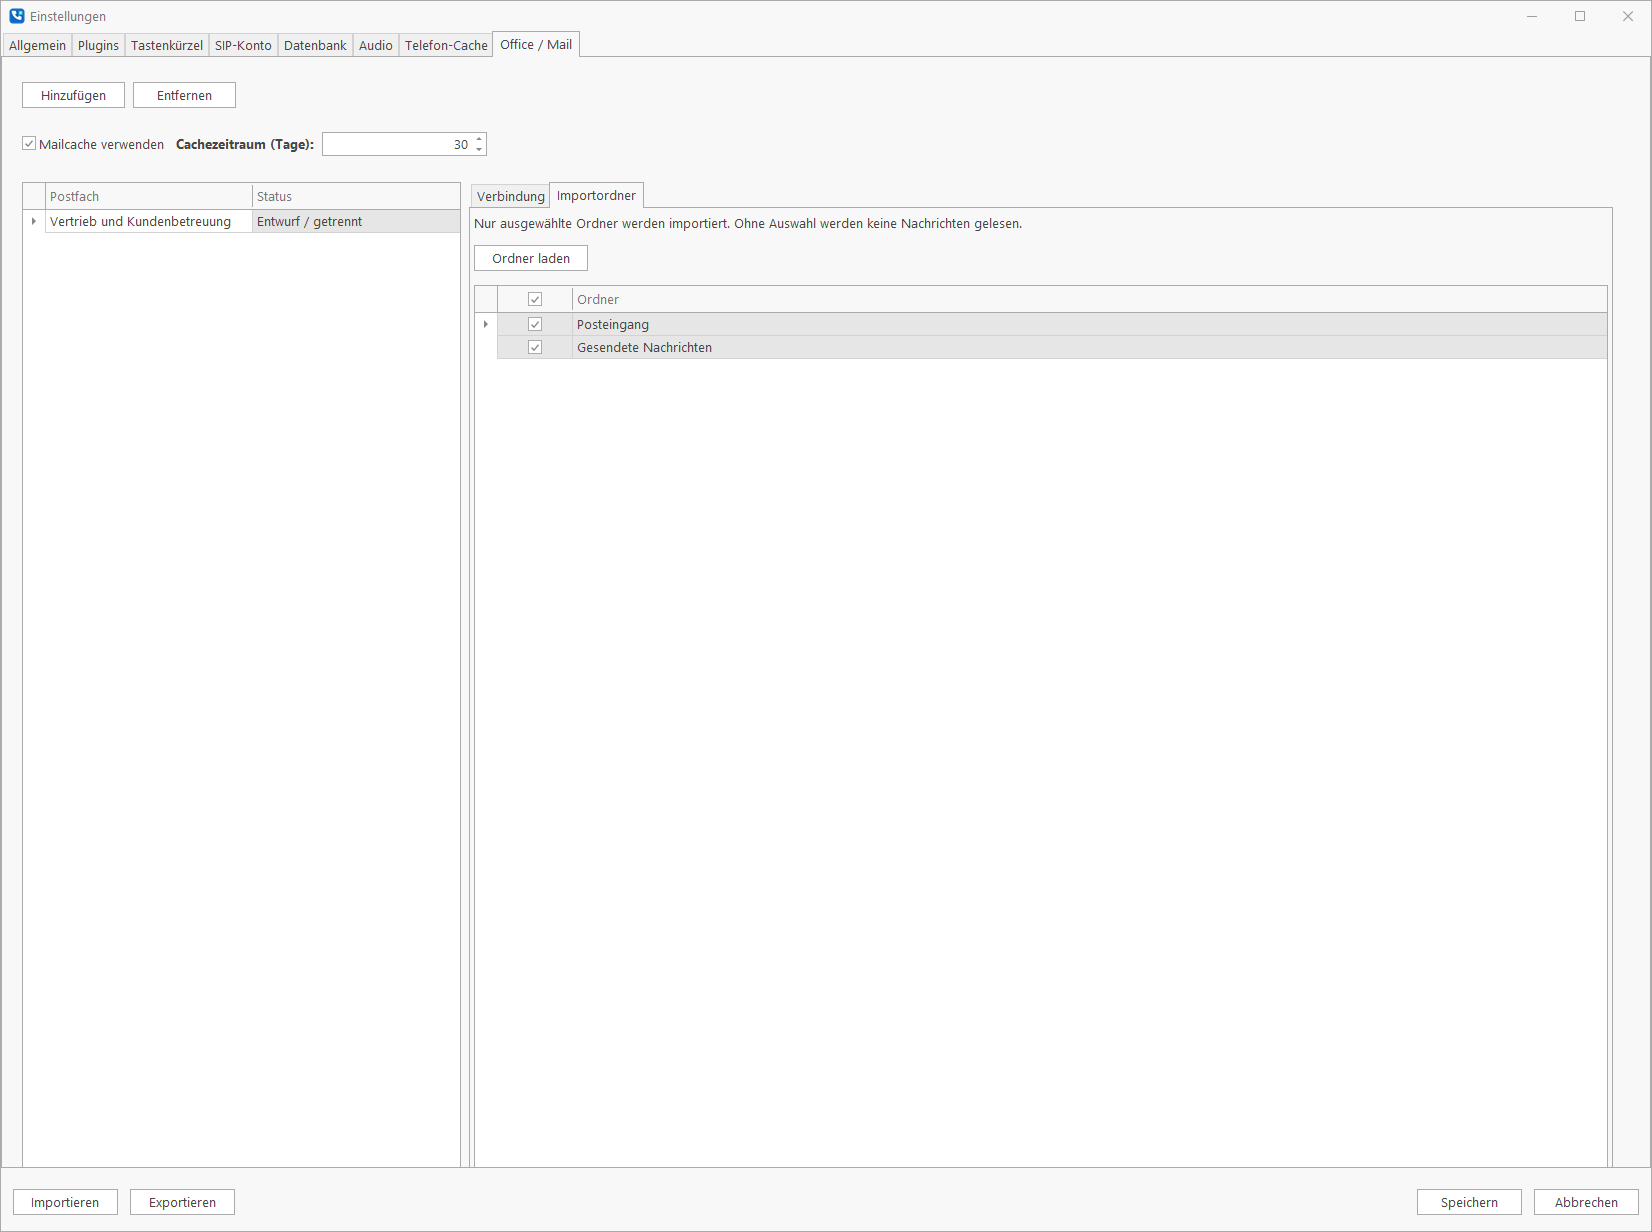 Einstellungen
Allgemein Plugins Tastenkürzel SIP-Konto Datenbank Audio Telefon-Cache Office / Mail
Hinzufügen Entfernen
Mailcache verwenden Cachezeitraum (Tage): 30
Postfach Status
Vertrieb und Kundenbetreuung Entwurf / getrennt
Verbindung Importordner
Nur ausgewählte Ordner werden importiert. Ohne Auswahl werden keine Nachrichten gelesen.
Ordner laden
Ordner
Posteingang
Gesendete Nachrichten
Importieren Exportieren Speichern Abbrechen